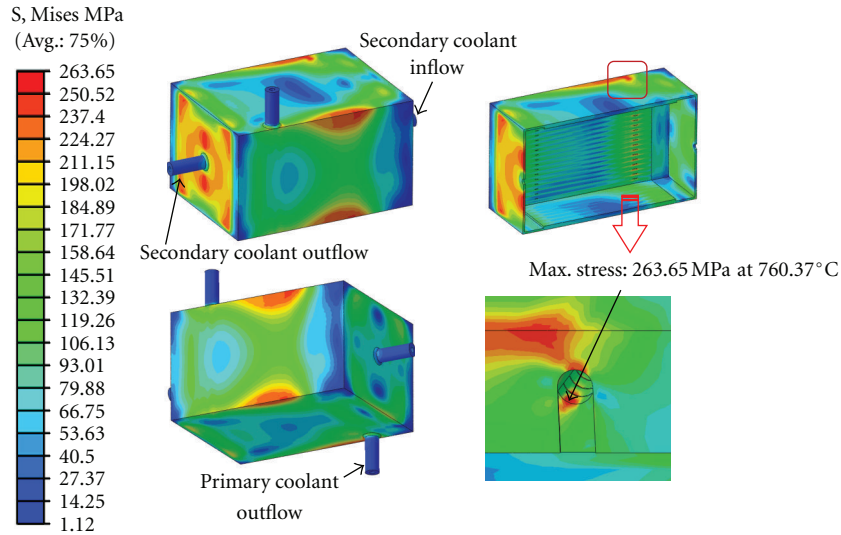 S, Mises MPa
(Avg.: 75%)
263.65
250.52
237.4
224.27
211.15
198.02
184.89
171.77
158.64
145.51
132.39
119.26
106.13
93.01
79.88
66.75
53.63
40.5
27.37
14.25
1.12
Secondary coolant
inflow
Secondary coolant outflow
Max. stress: 263.65 MPa at 760.37°C
Primary coolant
outflow